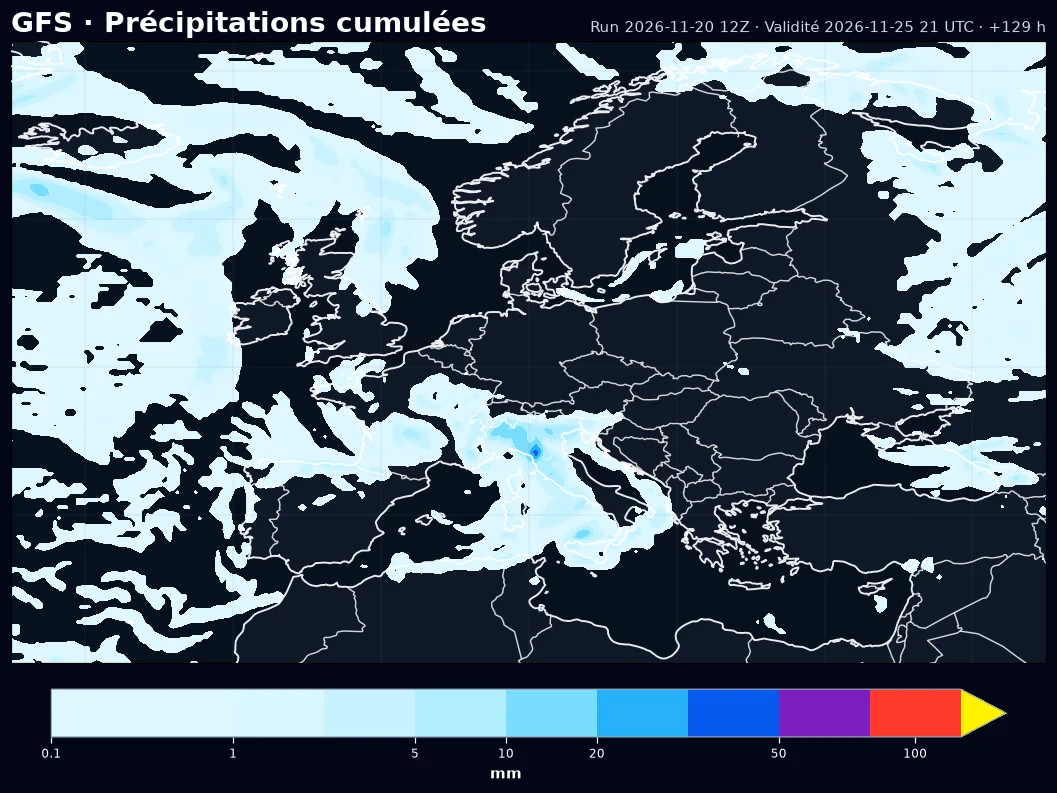 GFS · Précipitations cumulées
Run 2026-11-20 12Z · Validité 2026-11-25 21 UTC · +129 h
0.1 1 5 10 20 50 100
mm